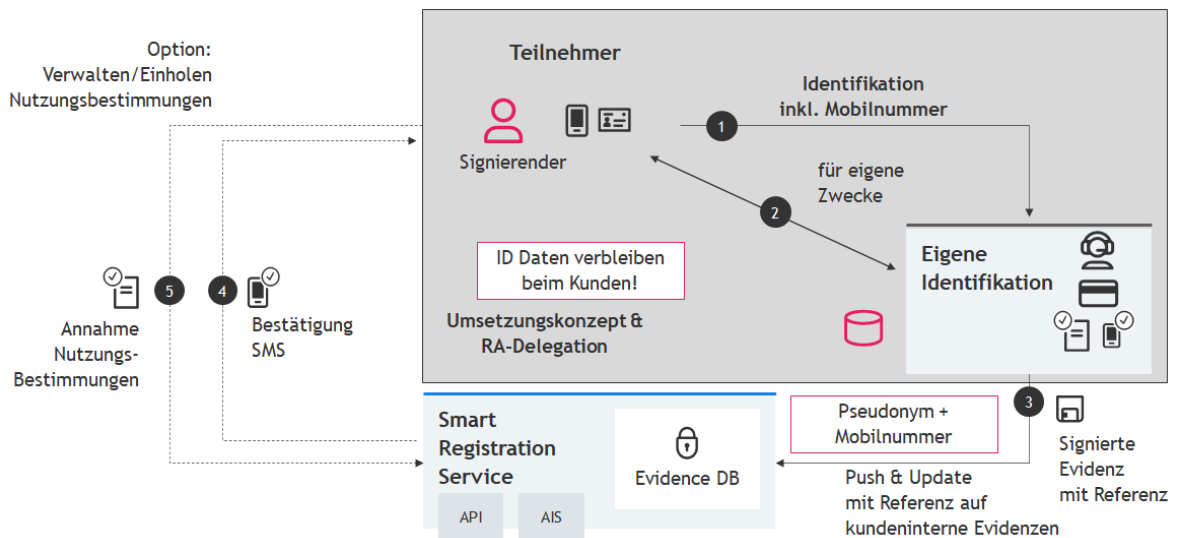 Option:
Verwalten/Einholen
Nutzungsbestimmungen
Teilnehmer
Signierender
Identifikation
inkl. Mobilnummer
1
für eigene
Zwecke
2
ID Daten verbleiben
beim Kunden!
Umsetzungskonzept &
RA-Delegation
Eigene
Identifikation
5
4
Annahme
Nutzungs-
Bestimmungen
Bestätigung
SMS
3
Pseudonym +
Mobilnummer
Signierte
Evidenz
mit Referenz
Push & Update
mit Referenz auf
kundeninterne Evidenzen
Smart
Registration
Service
Evidence DB
API
AIS